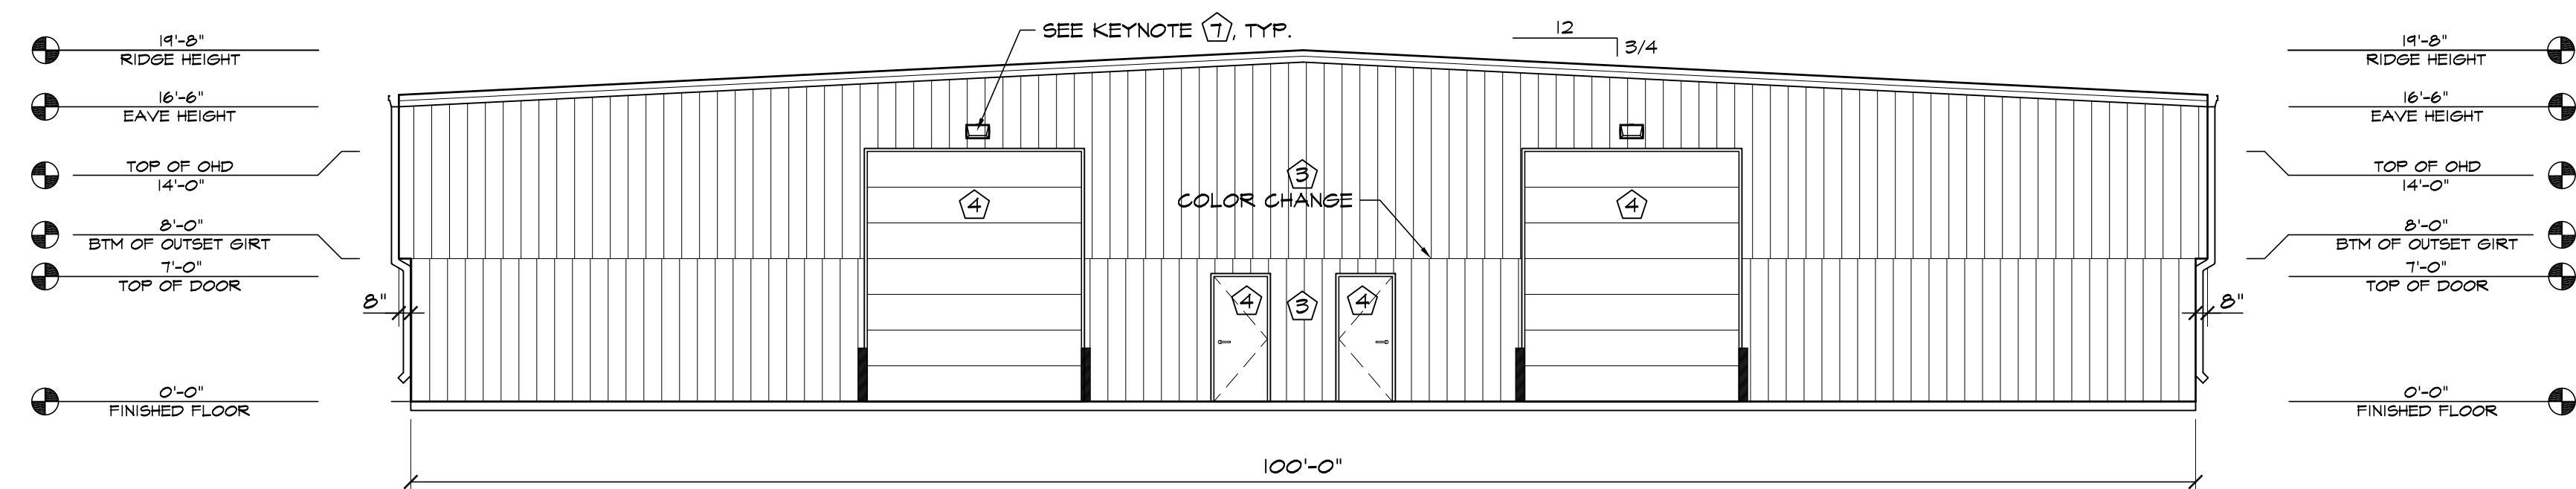 SEE KEYNOTE 7, TYP.
12
3/4
19'-8"
RIDGE HEIGHT
16'-6"
EAVE HEIGHT
TOP OF OHD
14'-0"
8'-0"
BTM OF OUTSET GIRT
7'-0"
TOP OF DOOR
8"
0'-0"
FINISHED FLOOR
3
COLOR CHANGE
4
4
4
3
4
19'-8"
RIDGE HEIGHT
16'-6"
EAVE HEIGHT
TOP OF OHD
14'-0"
8'-0"
BTM OF OUTSET GIRT
7'-0"
TOP OF DOOR
8"
0'-0"
FINISHED FLOOR
100'-0"